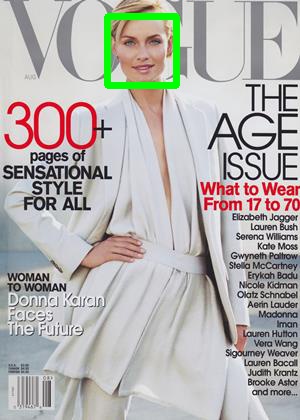 VOGUE
AUG
THE
AGE
ISSUE
300+
pages of
SENSATIONAL
STYLE
FOR ALL
What to Wear
From 17 to 70
Elizabeth Jagger
Lauren Bush
Serena Williams
Kate Moss
Gwyneth Paltrow
Stella McCartney
Erykah Badu
Nicole Kidman
Olatz Schnabel
Aerin Lauder
Madonna
Iman
Lauren Hutton
Vera Wang
Sigourney Weaver
Lauren Bacall
Judith Krantz
Brooke Astor
and more!
WOMAN
TO WOMAN
Donna Karan
Faces
The Future